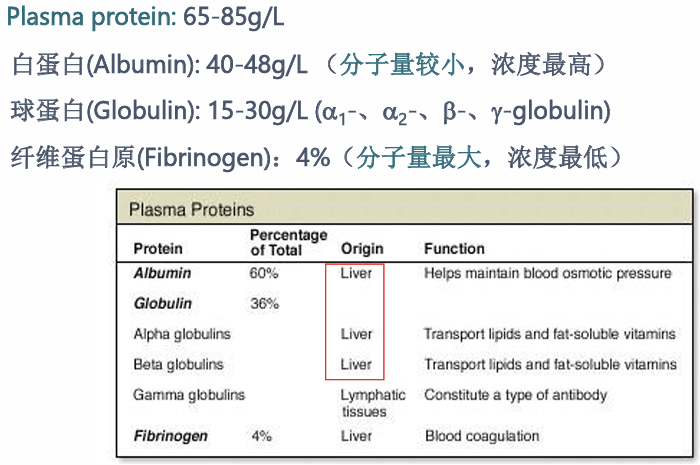 Plasma protein: 65-85g/L
白蛋白(Albumin): 40-48g/L （分子量较小，浓度最高）
球蛋白(Globulin): 15-30g/L (α1-、α2-、β-、γ-globulin)
纤维蛋白原(Fibrinogen)：4%（分子量最大，浓度最低）
Plasma Proteins
Protein Percentage of Total Origin Function
Albumin 60% Liver Helps maintain blood osmotic pressure
Globulin 36%
Alpha globulins Liver Transport lipids and fat-soluble vitamins
Beta globulins Liver Transport lipids and fat-soluble vitamins
Gamma globulins Lymphatic tissues Constitute a type of antibody
Fibrinogen 4% Liver Blood coagulation